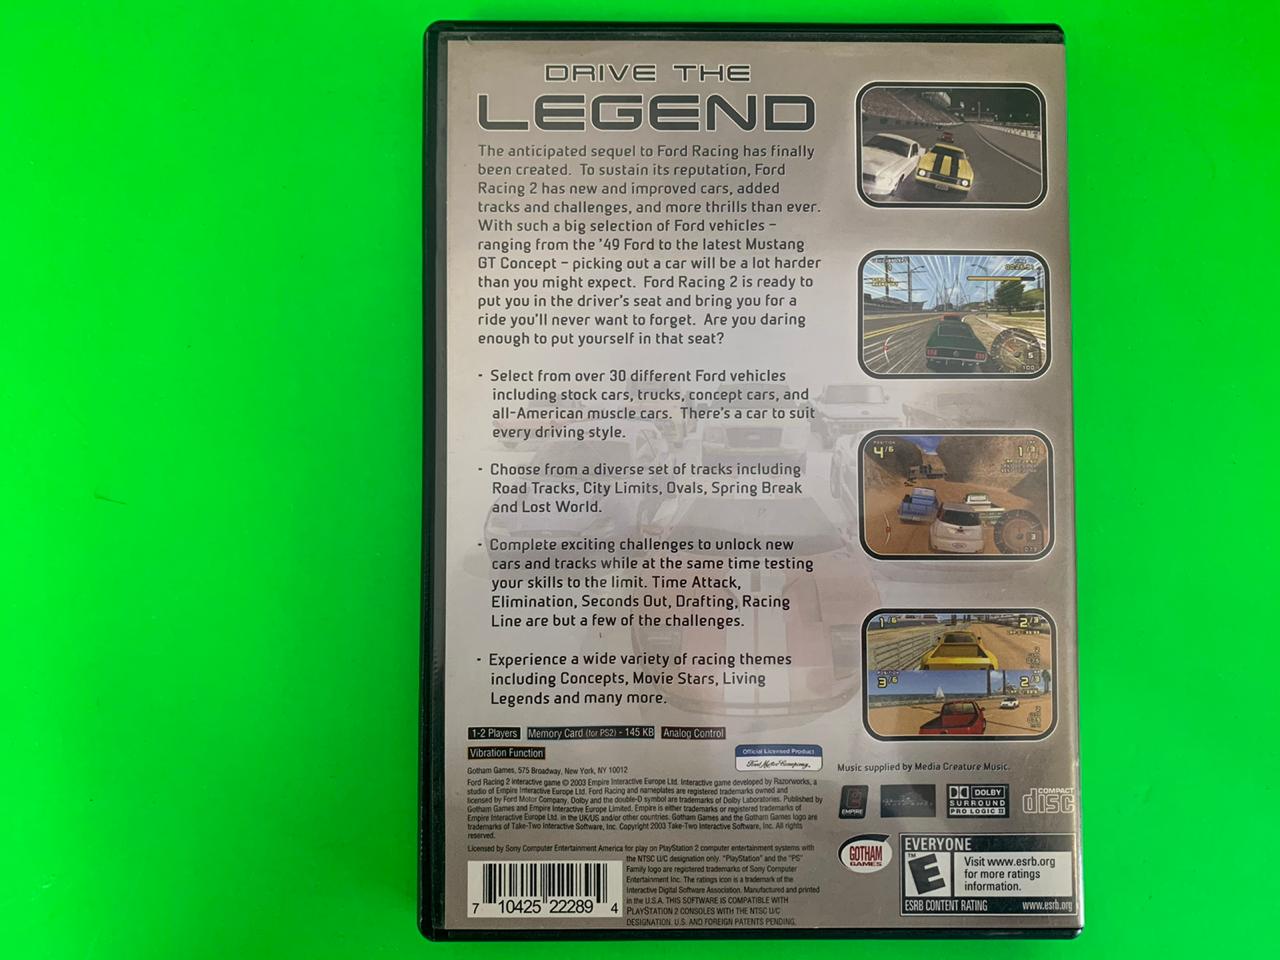 DRIVE THE
LEGEND
The anticipated sequel to Ford Racing has finally
been created. To sustain its reputation, Ford
Racing 2 has new and improved cars, added
tracks and challenges, and more thrills than ever.
With such a big selection of Ford vehicles –
ranging from the '49 Ford to the latest Mustang
GT Concept – picking out a car will be a lot harder
than you might expect. Ford Racing 2 is ready to
put you in the driver's seat and bring you for a
ride you'll never want to forget. Are you daring
enough to put yourself in that seat?
- Select from over 30 different Ford vehicles
including stock cars, trucks, concept cars, and
all-American muscle cars. There's a car to suit
every driving style.
- Choose from a diverse set of tracks including
Road Tracks, City Limits, Ovals, Spring Break
and Lost World.
- Complete exciting challenges to unlock new
cars and tracks while at the same time testing
your skills to the limit. Time Attack,
Elimination, Seconds Out, Drafting, Racing
Line are but a few of the challenges.
- Experience a wide variety of racing themes
including Concepts, Movie Stars, Living
Legends and many more.
POSITION
4/6
1/3
1/6
2/3
POSITION
3/6
2/3
1-2 Players Memory Card (for PS2) - 145 KB Analog Control
Vibration Function
Official Licensed Product
Ford Motor Company
Music supplied by Media Creature Music.
Gotham Games, 575 Broadway, New York, NY 10012
Ford Racing 2 interactive game © 2003 Empire Interactive Europe Ltd. Interactive game developed by Razorworks, a
studio of Empire Interactive Europe Ltd. Ford Racing and nameplates are registered trademarks owned and
licensed by Ford Motor Company. Dolby and the double-D symbol are trademarks of Dolby Laboratories. Published by
Gotham Games and Empire Interactive Europe Limited. Empire is either trademarks or registered trademarks of
Empire Interactive Europe Ltd. in the UK/US and/or other countries. Gotham Games and the Gotham Games logo are
trademarks of Take-Two Interactive Software, Inc. Copyright 2003 Take-Two Interactive Software, Inc. All rights
reserved.
EMPIRE
DOLBY
SURROUND
PRO LOGIC II
COMPACT
disc
Licensed by Sony Computer Entertainment America for play on PlayStation 2 computer entertainment systems with
the NTSC U/C designation only. "PlayStation" and the "PS"
Family logo are registered trademarks of Sony Computer
Entertainment Inc. The ratings icon is a trademark of the
Interactive Digital Software Association. Manufactured and printed
in the U.S.A. THIS SOFTWARE IS COMPATIBLE WITH
PLAYSTATION 2 CONSOLES WITH THE NTSC U/C
DESIGNATION. U.S. AND FOREIGN PATENTS PENDING.
7 10425 22289 4
GOTHAM
GAMES
EVERYONE
E
™
Visit www.esrb.org
for more ratings
information.
ESRB CONTENT RATING www.esrb.org